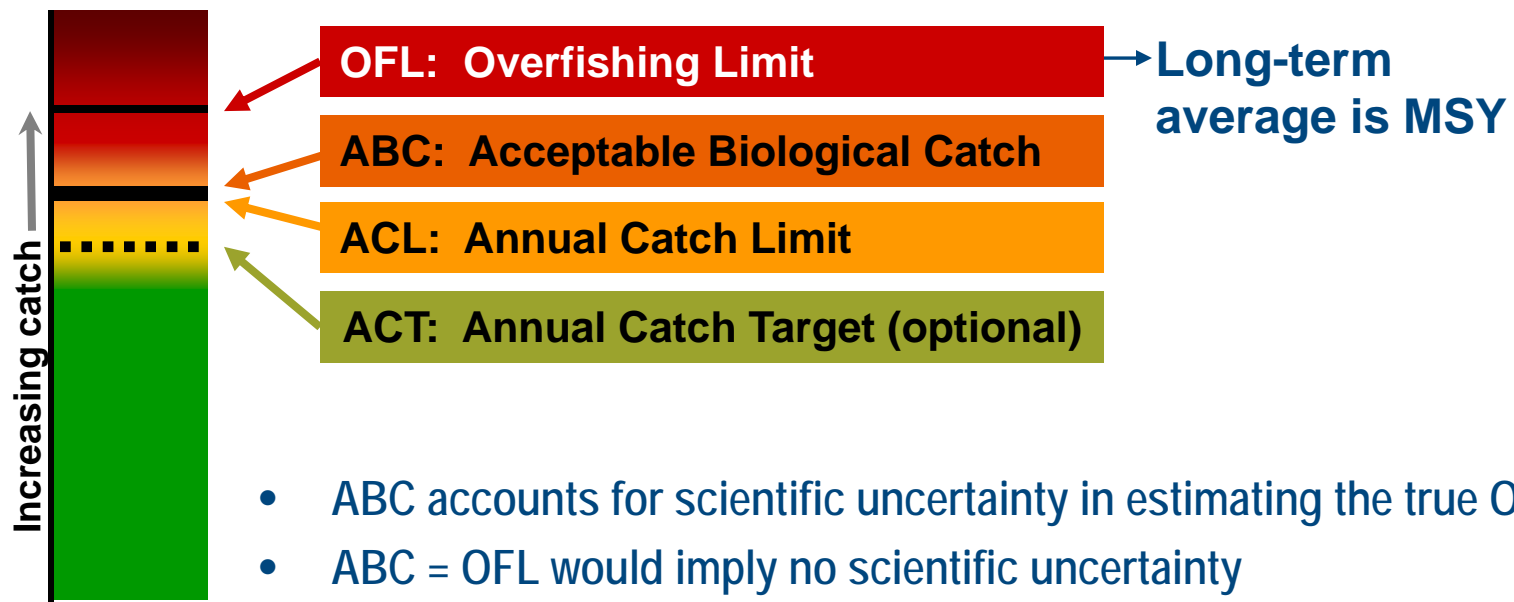 OFL: Overfishing Limit
Long-term
average is MSY
ABC: Acceptable Biological Catch
ACL: Annual Catch Limit
ACT: Annual Catch Target (optional)
Increasing catch
• ABC accounts for scientific uncertainty in estimating the true
• ABC = OFL would imply no scientific uncertainty